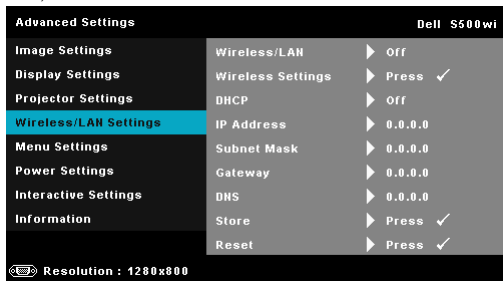 Advanced Settings Dell S500wi
Image Settings
Display Settings
Projector Settings
Wireless/LAN Settings
Menu Settings
Power Settings
Interactive Settings
Information
Wireless/LAN Off
Wireless Settings Press ✓
DHCP Off
IP Address 0.0.0.0
Subnet Mask 0.0.0.0
Gateway 0.0.0.0
DNS 0.0.0.0
Store Press ✓
Reset Press ✓
Resolution : 1280x800